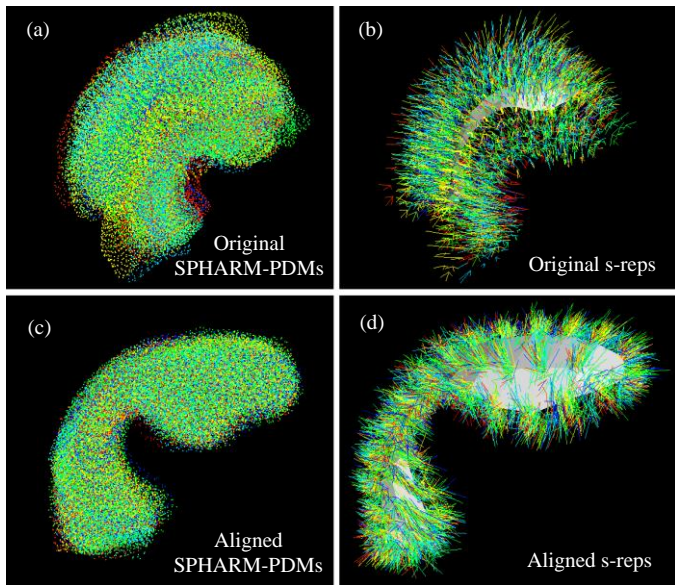 (a)
Original
SPHARM-PDMs
(b)
Original s-reps
(c)
Aligned
SPHARM-PDMs
(d)
Aligned s-reps